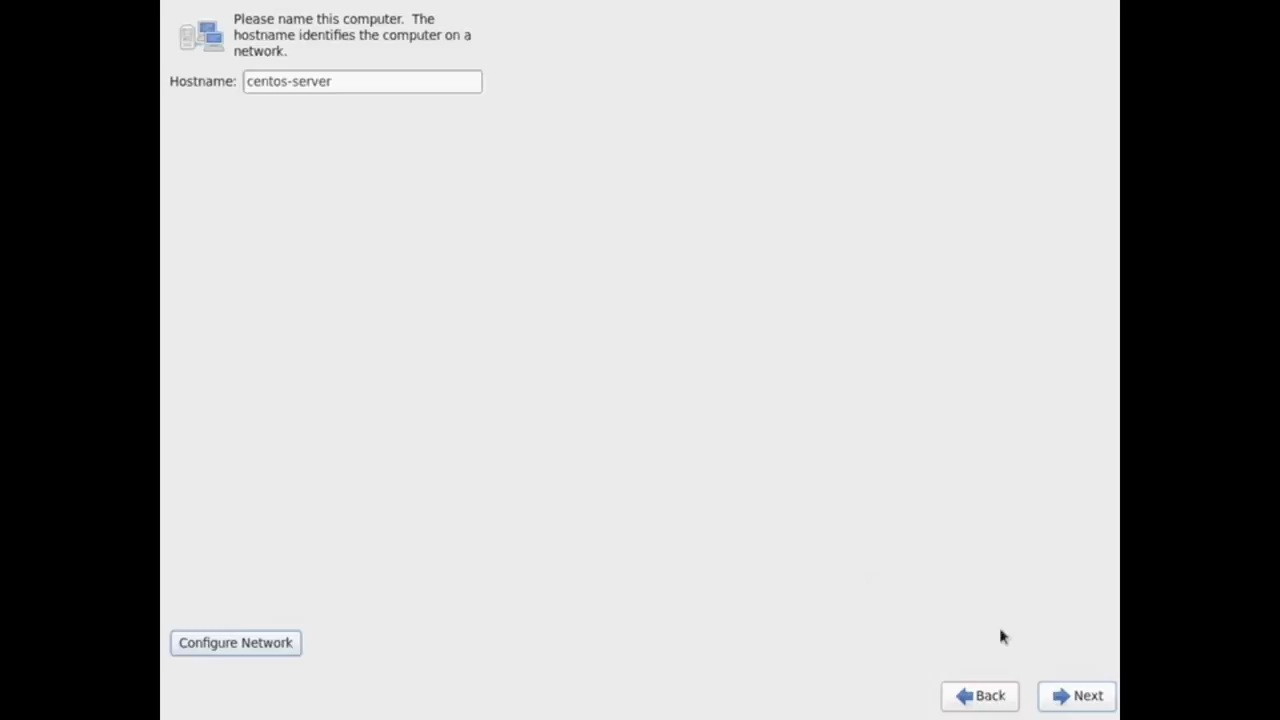 Please name this computer.  The
hostname identifies the computer on a
network.
Hostname: centos-server
Configure Network
Back Next